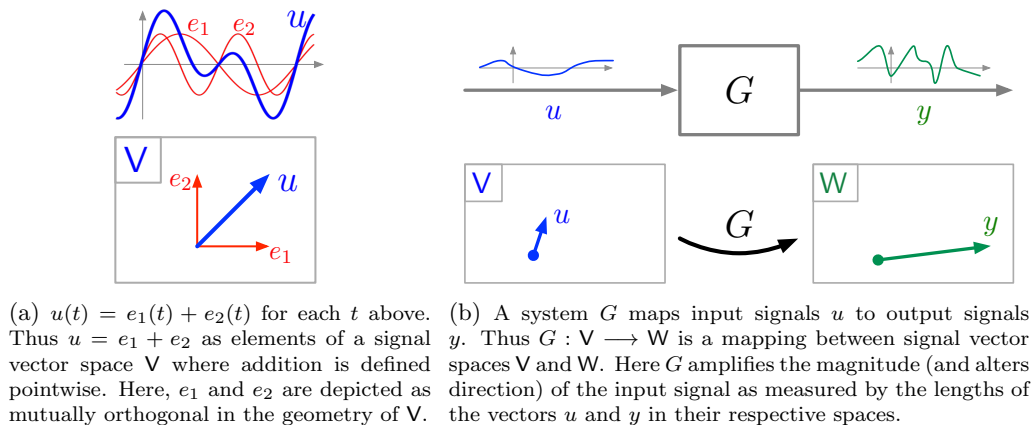 e₁ e₂ u
V
e₂ u
e₁
(a) u(t) = e₁(t) + e₂(t) for each t above.
Thus u = e₁ + e₂ as elements of a signal
vector space V where addition is defined
pointwise. Here, e₁ and e₂ are depicted as
mutually orthogonal in the geometry of V.
u G y
V W
u G y
(b) A system G maps input signals u to output signals
y. Thus G : V ⟶ W is a mapping between signal vector
spaces V and W. Here G amplifies the magnitude (and alters
direction) of the input signal as measured by the lengths of
the vectors u and y in their respective spaces.